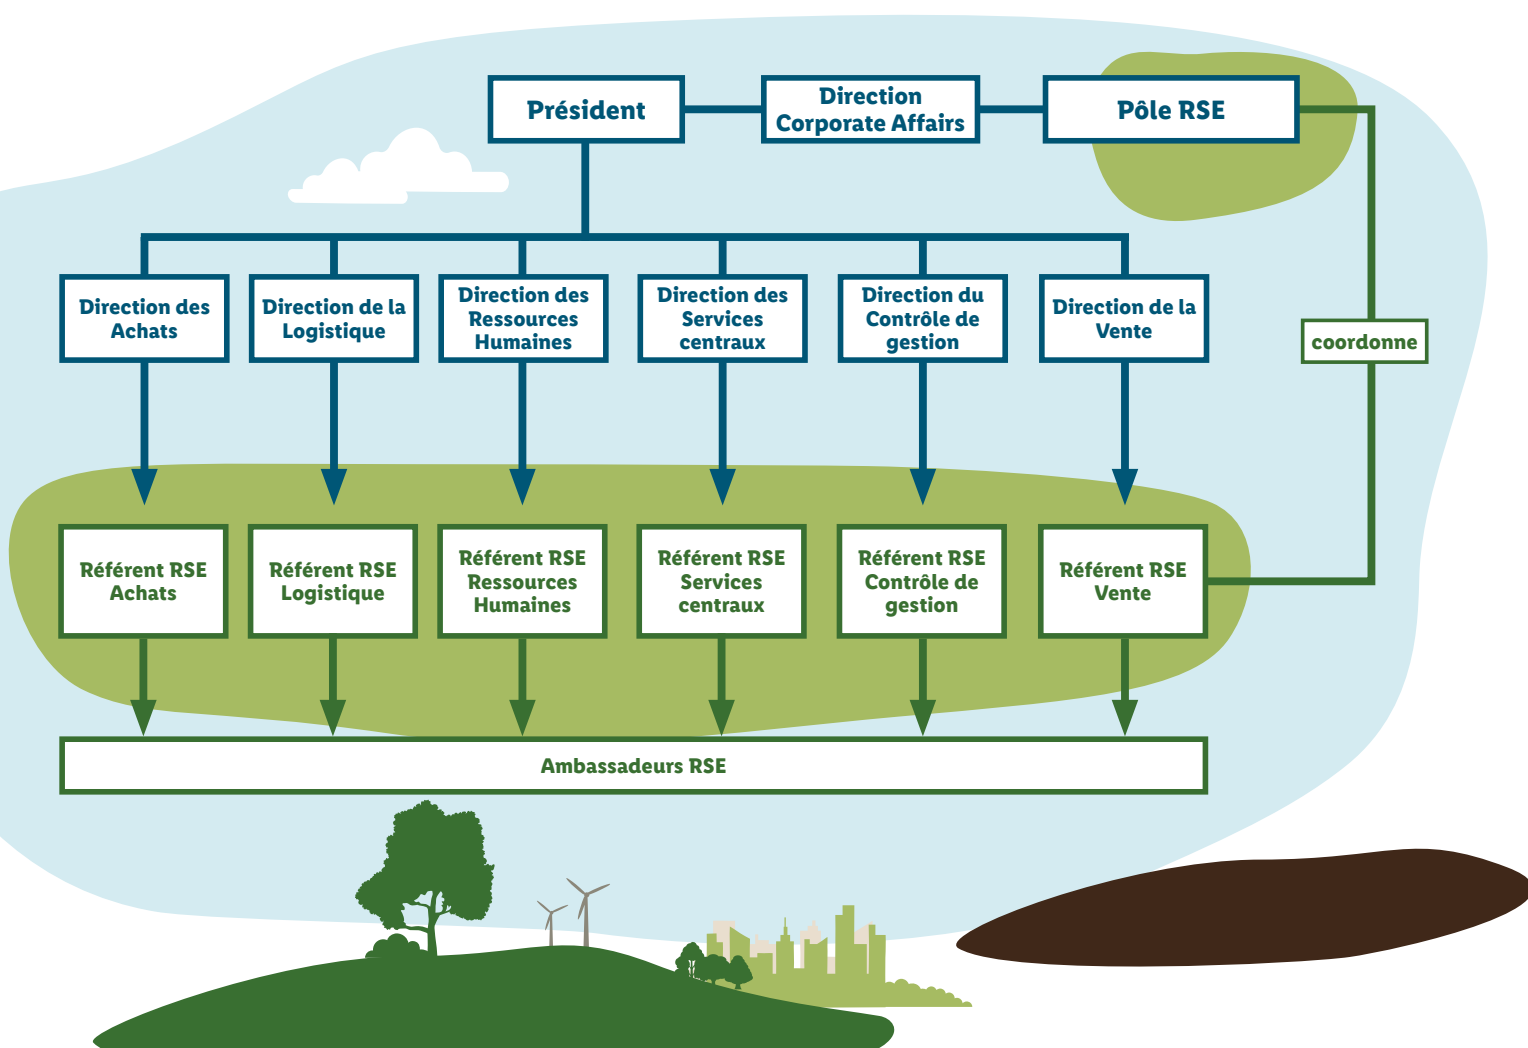 Président
Direction
Corporate Affairs
Pôle RSE
Direction des
Achats
Direction de la
Logistique
Direction des
Ressources
Humaines
Direction des
Services
centraux
Direction du
Contrôle de
gestion
Direction de la
Vente
coordonne
Référent RSE
Achats
Référent RSE
Logistique
Référent RSE
Ressources
Humaines
Référent RSE
Services
centraux
Référent RSE
Contrôle de
gestion
Référent RSE
Vente
Ambassadeurs RSE